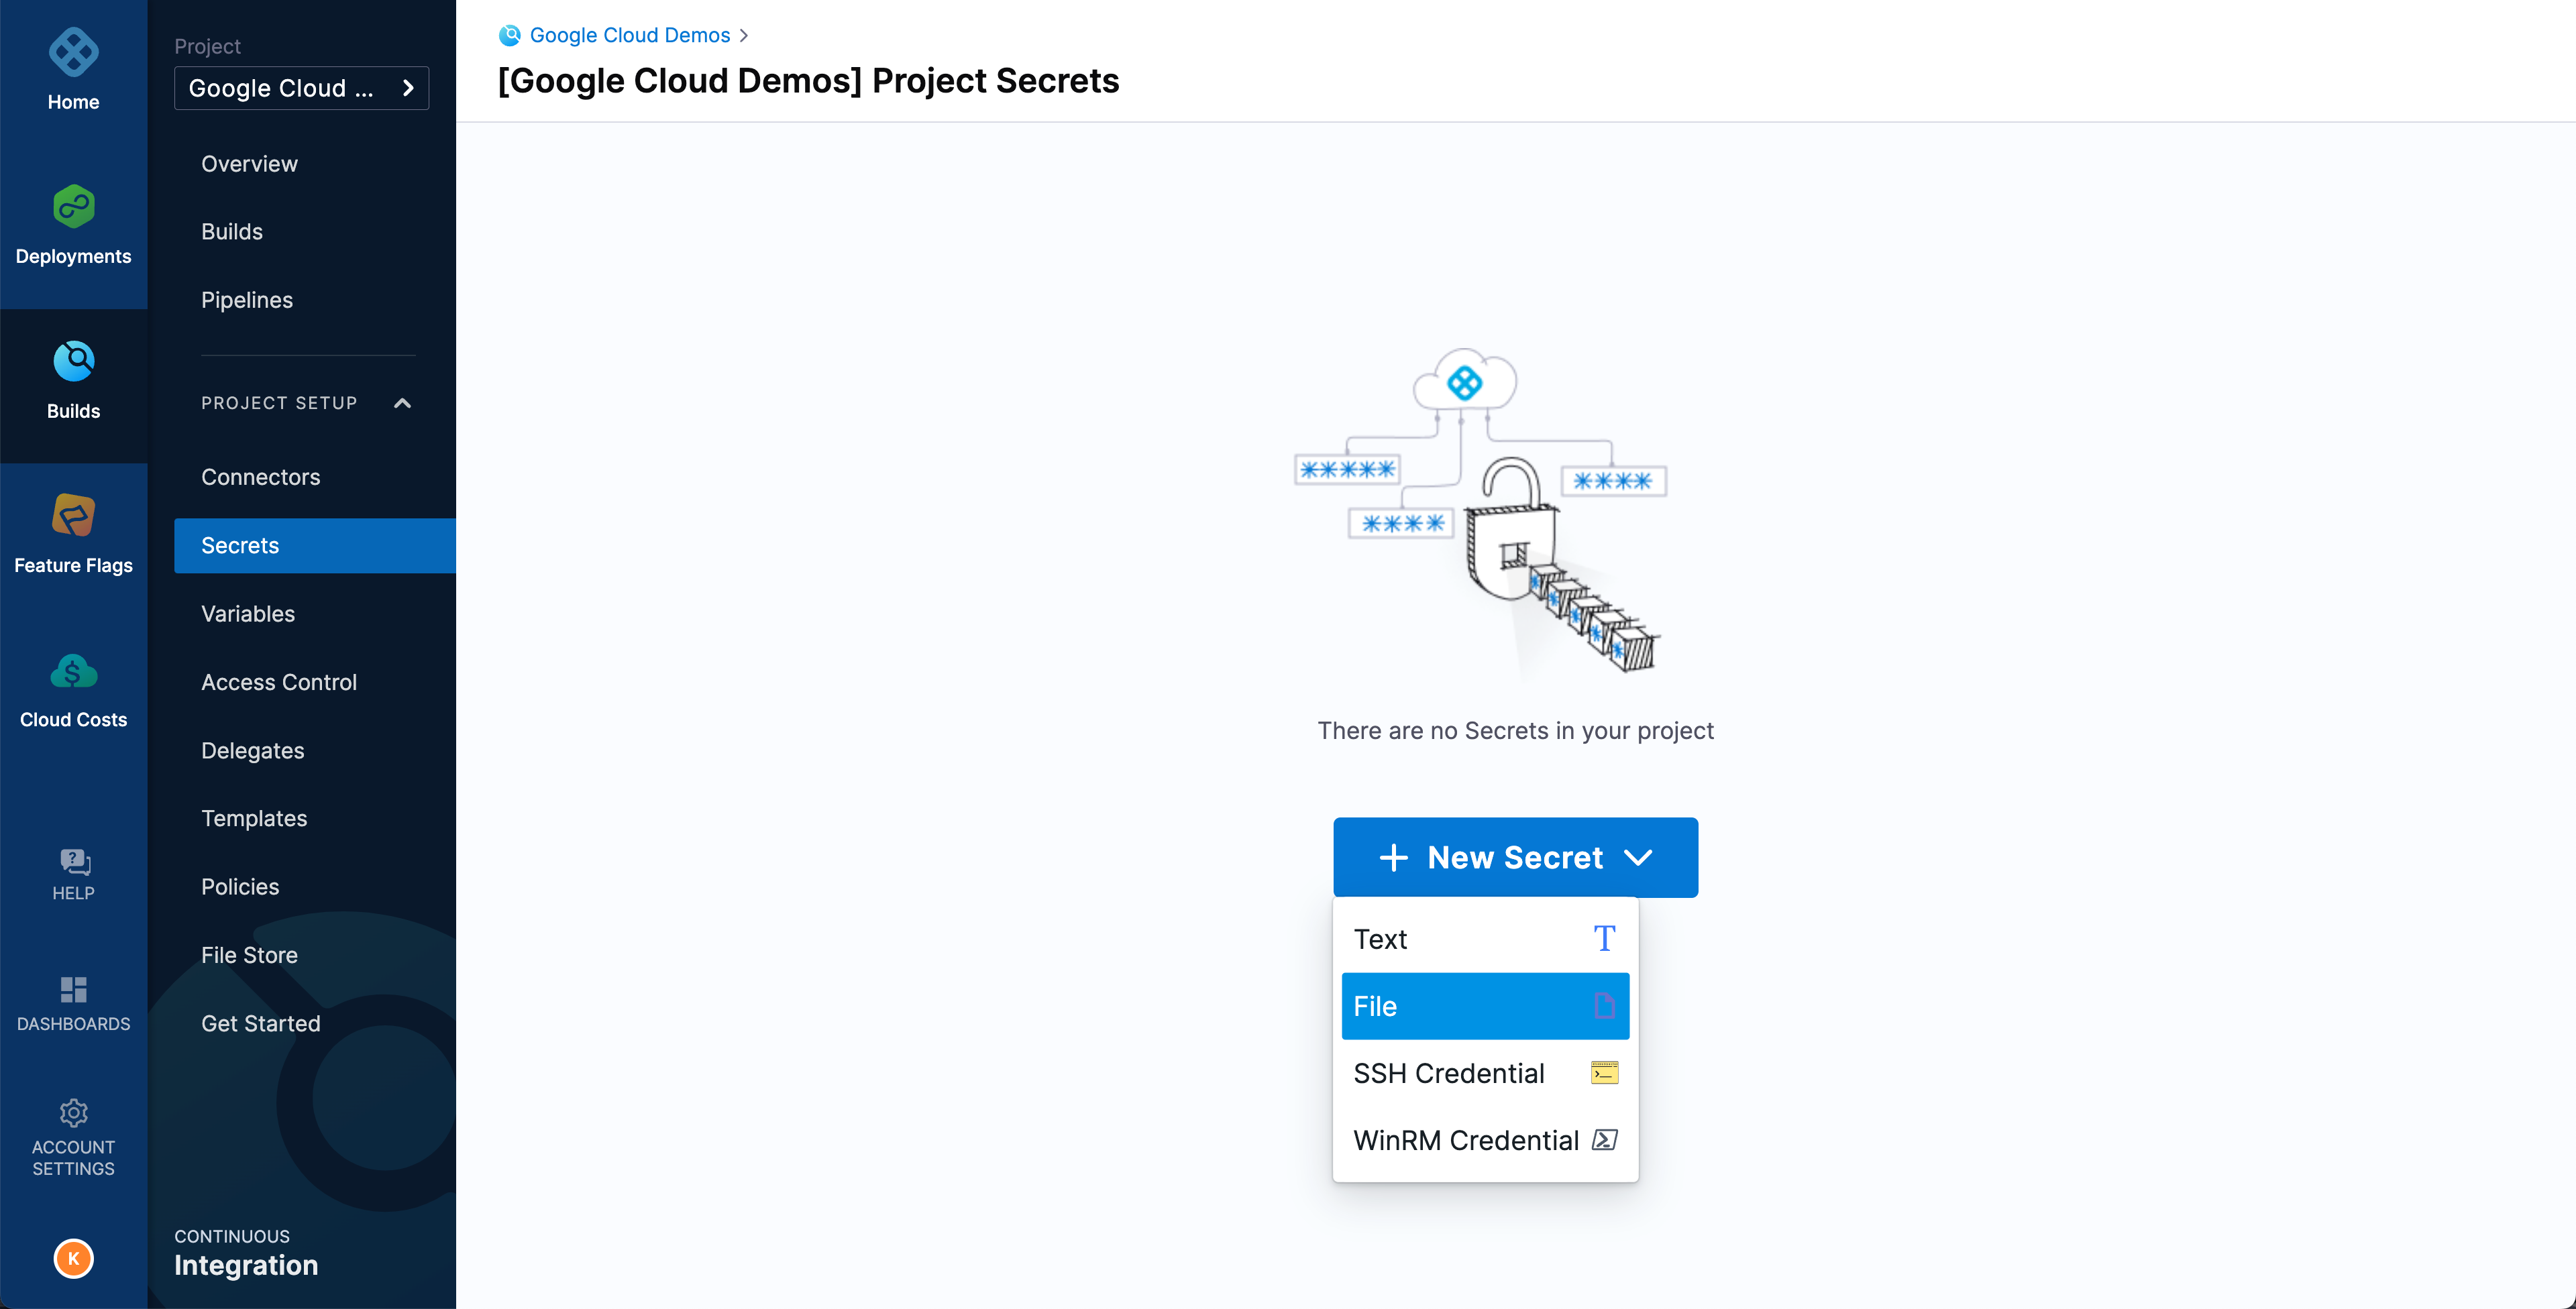 Home
Deployments
Builds
Feature Flags
Cloud Costs
HELP
DASHBOARDS
ACCOUNT
SETTINGS
K
Project
Google Cloud ...
Overview
Builds
Pipelines
PROJECT SETUP
Connectors
Secrets
Variables
Access Control
Delegates
Templates
Policies
File Store
Get Started
CONTINUOUS
Integration
Google Cloud Demos
[Google Cloud Demos] Project Secrets
There are no Secrets in your project
New Secret
Text T
File
SSH Credential
WinRM Credential